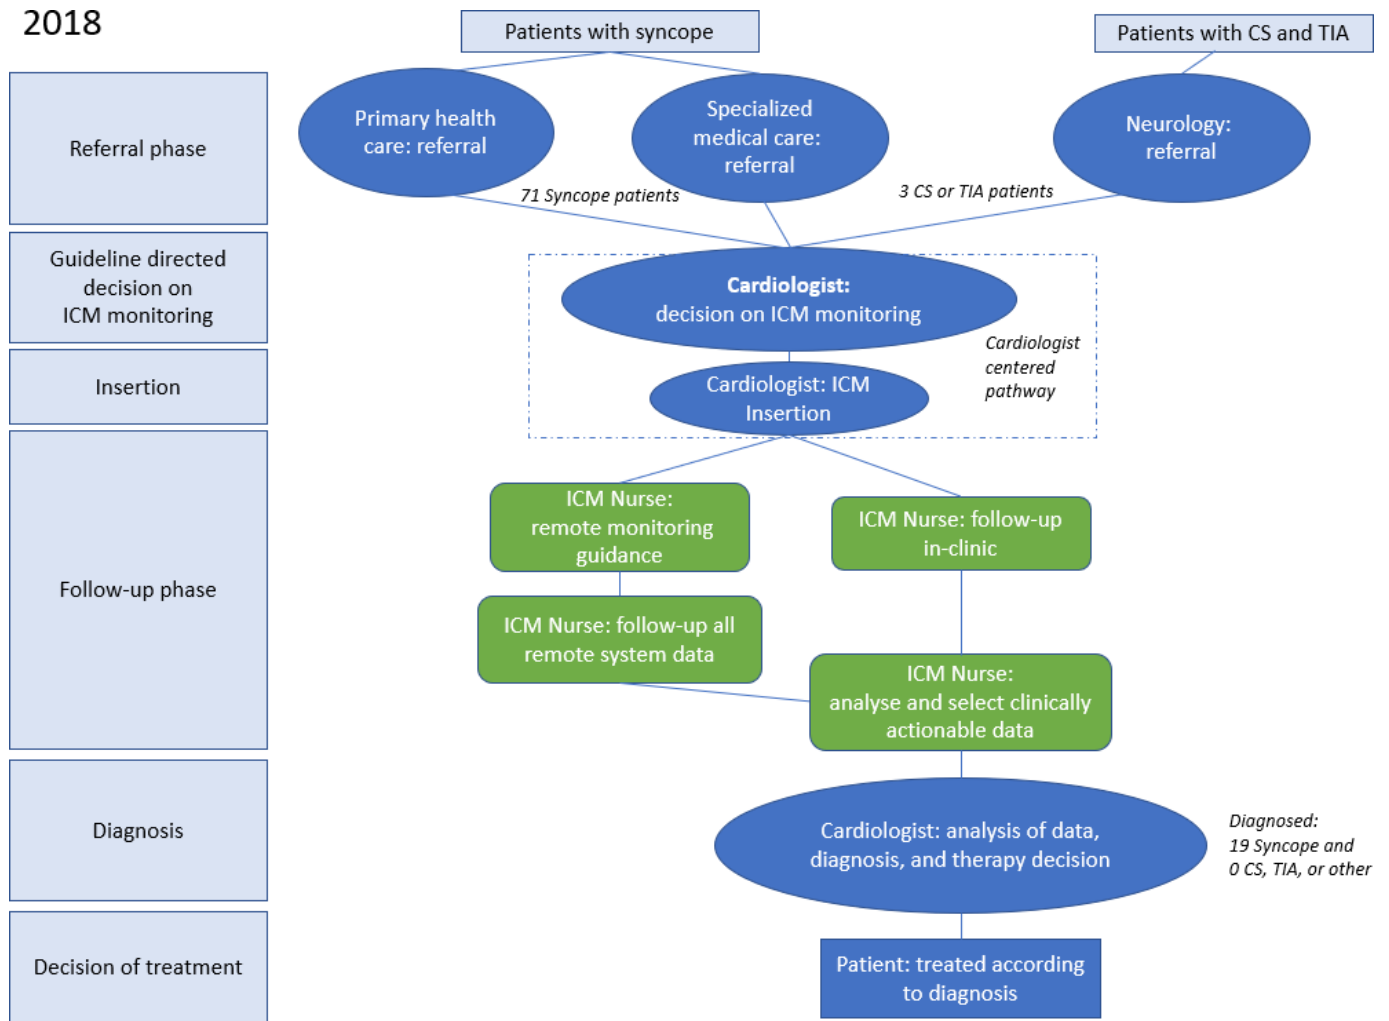 2018
Patients with syncope
Patients with CS and TIA
Referral phase
Primary health
care: referral
Specialized
medical care:
referral
Neurology:
referral
71 Syncope patients
3 CS or TIA patients
Guideline directed
decision on
ICM monitoring
Cardiologist:
decision on ICM monitoring
Cardiologist
centered
pathway
Insertion
Cardiologist: ICM
Insertion
Follow-up phase
ICM Nurse:
remote monitoring
guidance
ICM Nurse: follow-up
in-clinic
ICM Nurse: follow-up all
remote system data
ICM Nurse:
analyse and select clinically
actionable data
Diagnosis
Cardiologist: analysis of data,
diagnosis, and therapy decision
Diagnosed:
19 Syncope and
0 CS, TIA, or other
Decision of treatment
Patient: treated according
to diagnosis